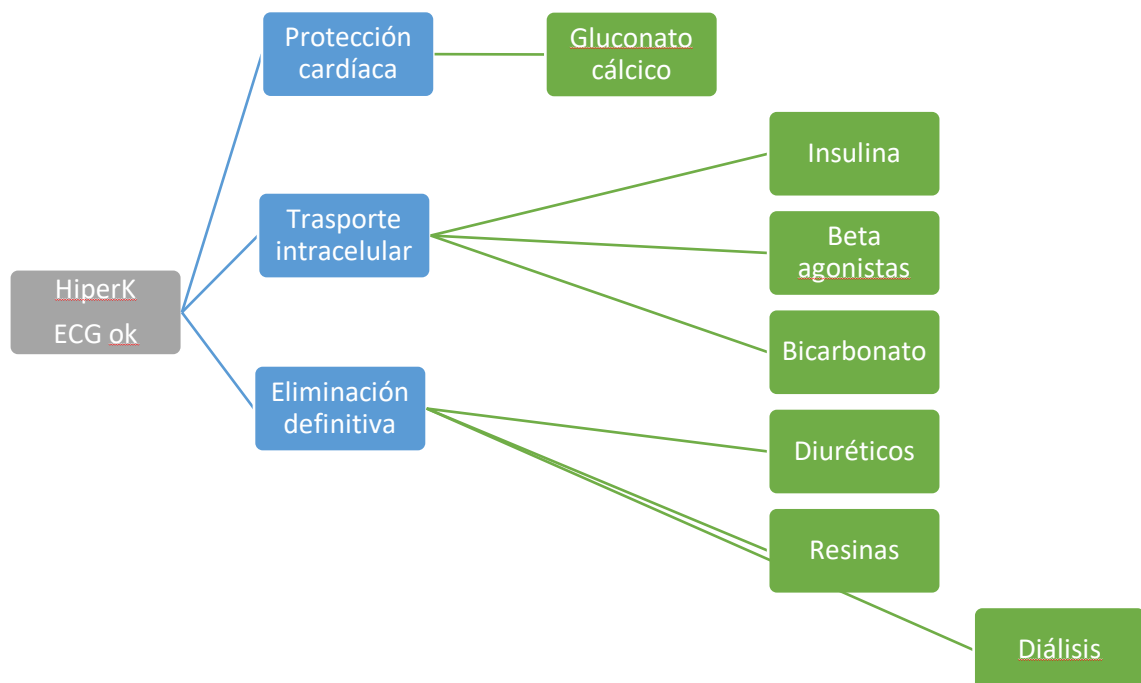 Protección
cardíaca
Gluconato
cálcico
Insulina
Trasporte
intracelular
Beta
agonistas
HiperK
ECG ok
Bicarbonato
Eliminación
definitiva
Diuréticos
Resinas
Diálisis